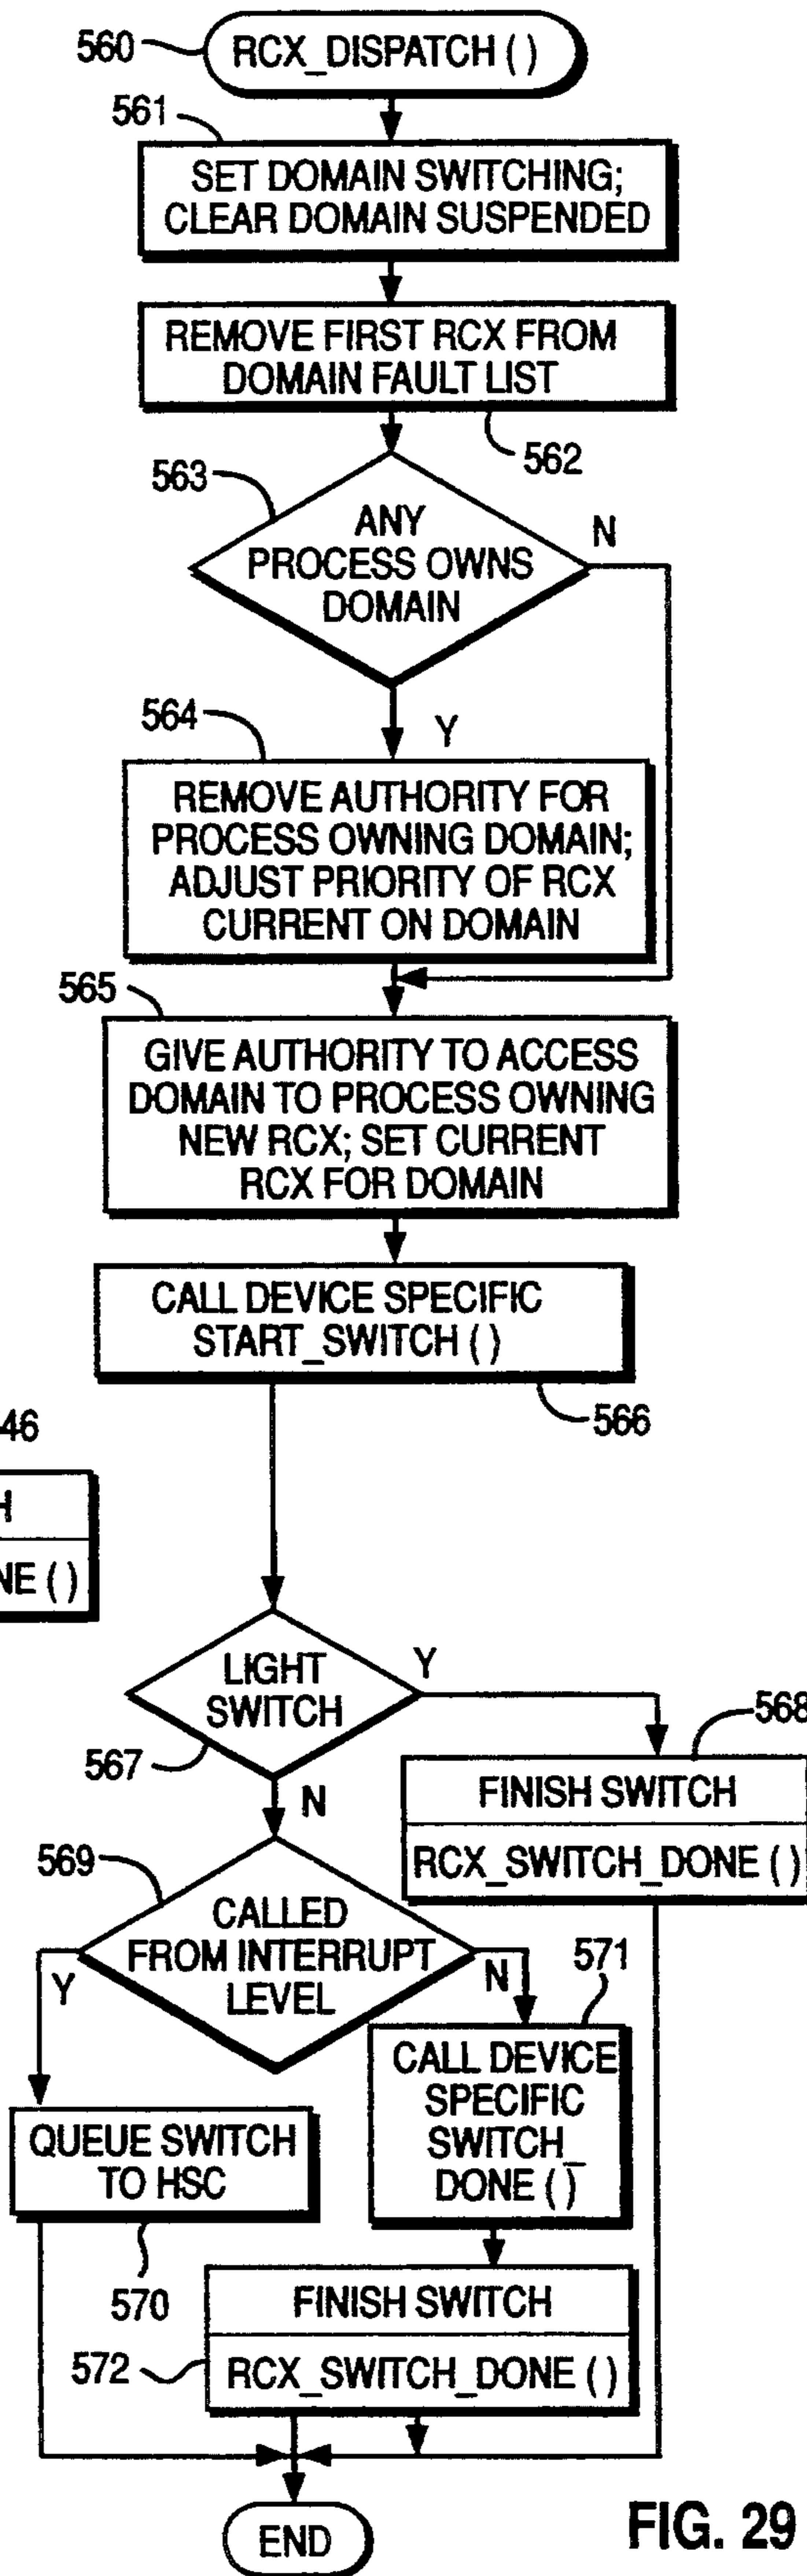 560
RCX_DISPATCH ( )
561
SET DOMAIN SWITCHING;
CLEAR DOMAIN SUSPENDED
REMOVE FIRST RCX FROM
DOMAIN FAULT LIST
562
563
ANY
PROCESS OWNS
DOMAIN
N
Y
564
REMOVE AUTHORITY FOR
PROCESS OWNING DOMAIN;
ADJUST PRIORITY OF RCX
CURRENT ON DOMAIN
565
GIVE AUTHORITY TO ACCESS
DOMAIN TO PROCESS OWNING
NEW RCX; SET CURRENT
RCX FOR DOMAIN
CALL DEVICE SPECIFIC
START_SWITCH ( )
566
46
H
NE ( )
LIGHT
SWITCH
Y
567
N
568
FINISH SWITCH
RCX_SWITCH_DONE ( )
569
CALLED
FROM INTERRUPT
LEVEL
Y
N
571
CALL DEVICE
SPECIFIC
SWITCH_
DONE ( )
QUEUE SWITCH
TO HSC
570
FINISH SWITCH
572
RCX_SWITCH_DONE ( )
END
FIG. 29